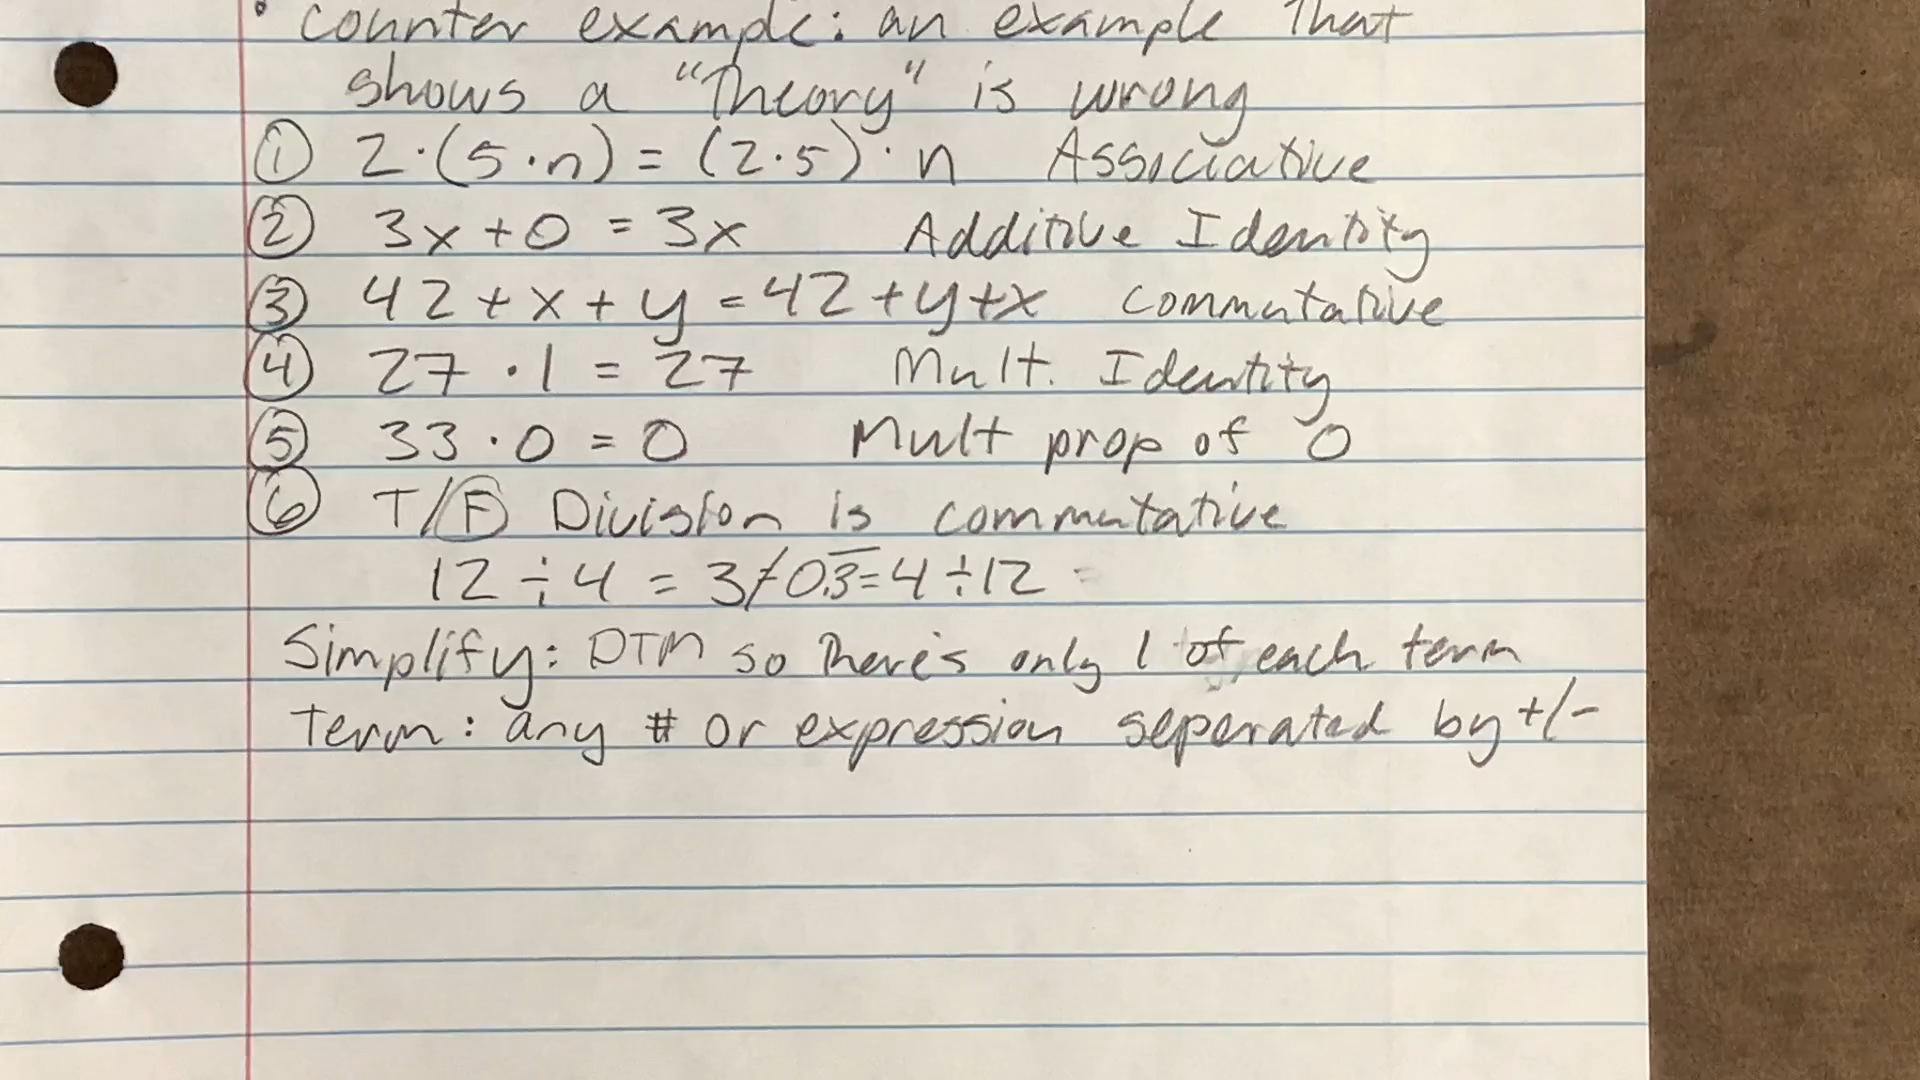 • counter example: an example that
shows a "theory" is wrong
① 2·(5·n) = (2·5)·n Associative
② 3x+0 = 3x Additive Identity
③ 42+x+y = 42+y+x commutative
④ 27·1 = 27 Mult. Identity
⑤ 33·0 = 0 Mult prop of 0
⑥ T/Ⓕ Division is commutative
12÷4 = 3≠0.3̅=4÷12
Simplify: DTM so there's only 1 of each term
Term: any # or expression seperated by +/-